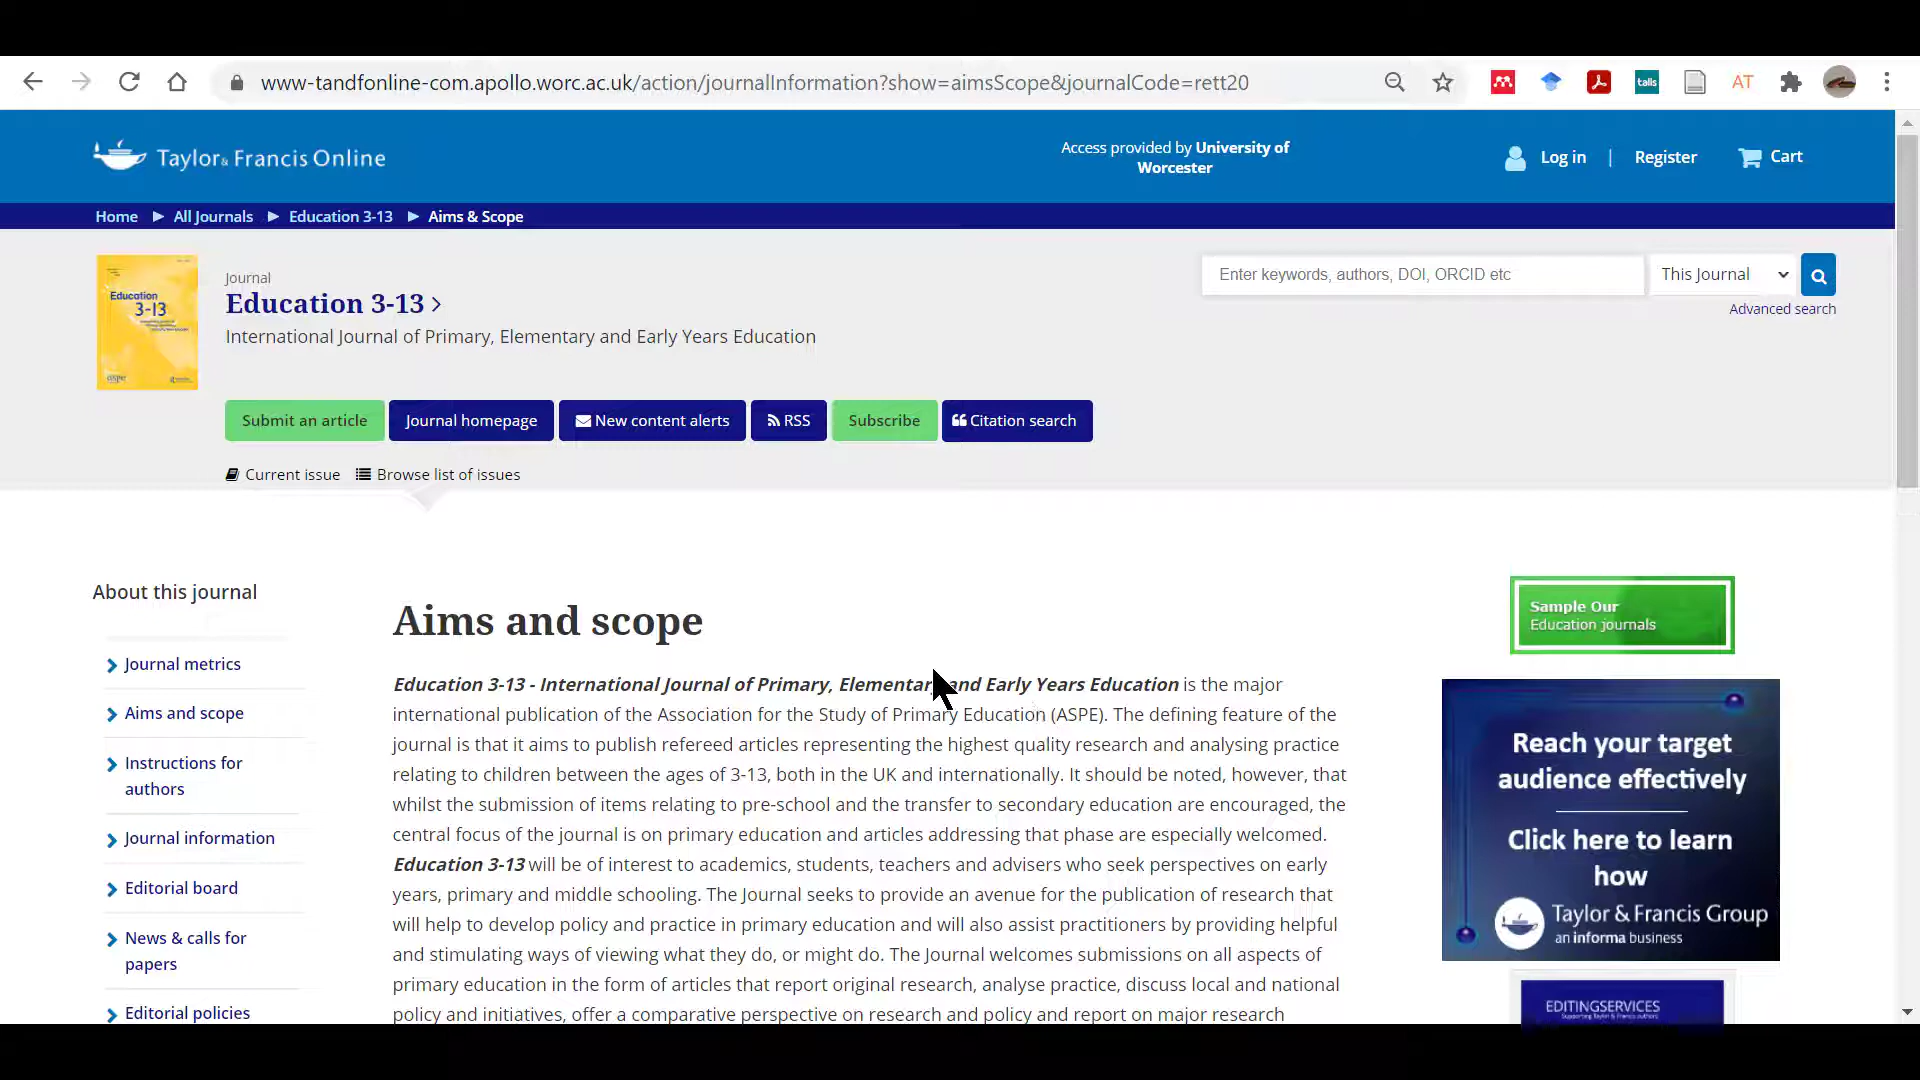 www-tandfonline-com.apollo.worc.ac.uk/action/journalInformation?show=aimsScope&journalCode=rett20
talis
AT
Taylor & Francis Online
Access provided by University of
Worcester
Log in | Register
Cart
Home
All Journals
Education 3-13
Aims & Scope
Education
3-13
aspe
Journal
Education 3-13
International Journal of Primary, Elementary and Early Years Education
Enter keywords, authors, DOI, ORCID etc
This Journal
Advanced search
Submit an article
Journal homepage
New content alerts
RSS
Subscribe
Citation search
Current issue
Browse list of issues
About this journal
Journal metrics
Aims and scope
Instructions for
authors
Journal information
Editorial board
News & calls for
papers
Editorial policies
Aims and scope
Education 3-13 - International Journal of Primary, Elementary and Early Years Education is the major
international publication of the Association for the Study of Primary Education (ASPE). The defining feature of the
journal is that it aims to publish refereed articles representing the highest quality research and analysing practice
relating to children between the ages of 3-13, both in the UK and internationally. It should be noted, however, that
whilst the submission of items relating to pre-school and the transfer to secondary education are encouraged, the
central focus of the journal is on primary education and articles addressing that phase are especially welcomed.
Education 3-13 will be of interest to academics, students, teachers and advisers who seek perspectives on early
years, primary and middle schooling. The Journal seeks to provide an avenue for the publication of research that
will help to develop policy and practice in primary education and will also assist practitioners by providing helpful
and stimulating ways of viewing what they do, or might do. The Journal welcomes submissions on all aspects of
primary education in the form of articles that report original research, analyse practice, discuss local and national
policy and initiatives, offer a comparative perspective on research and policy and report on major research
Sample Our
Education journals
Reach your target
audience effectively
Click here to learn
how
Taylor & Francis Group
an informa business
EDITINGSERVICES
Supporting Taylor & Francis authors